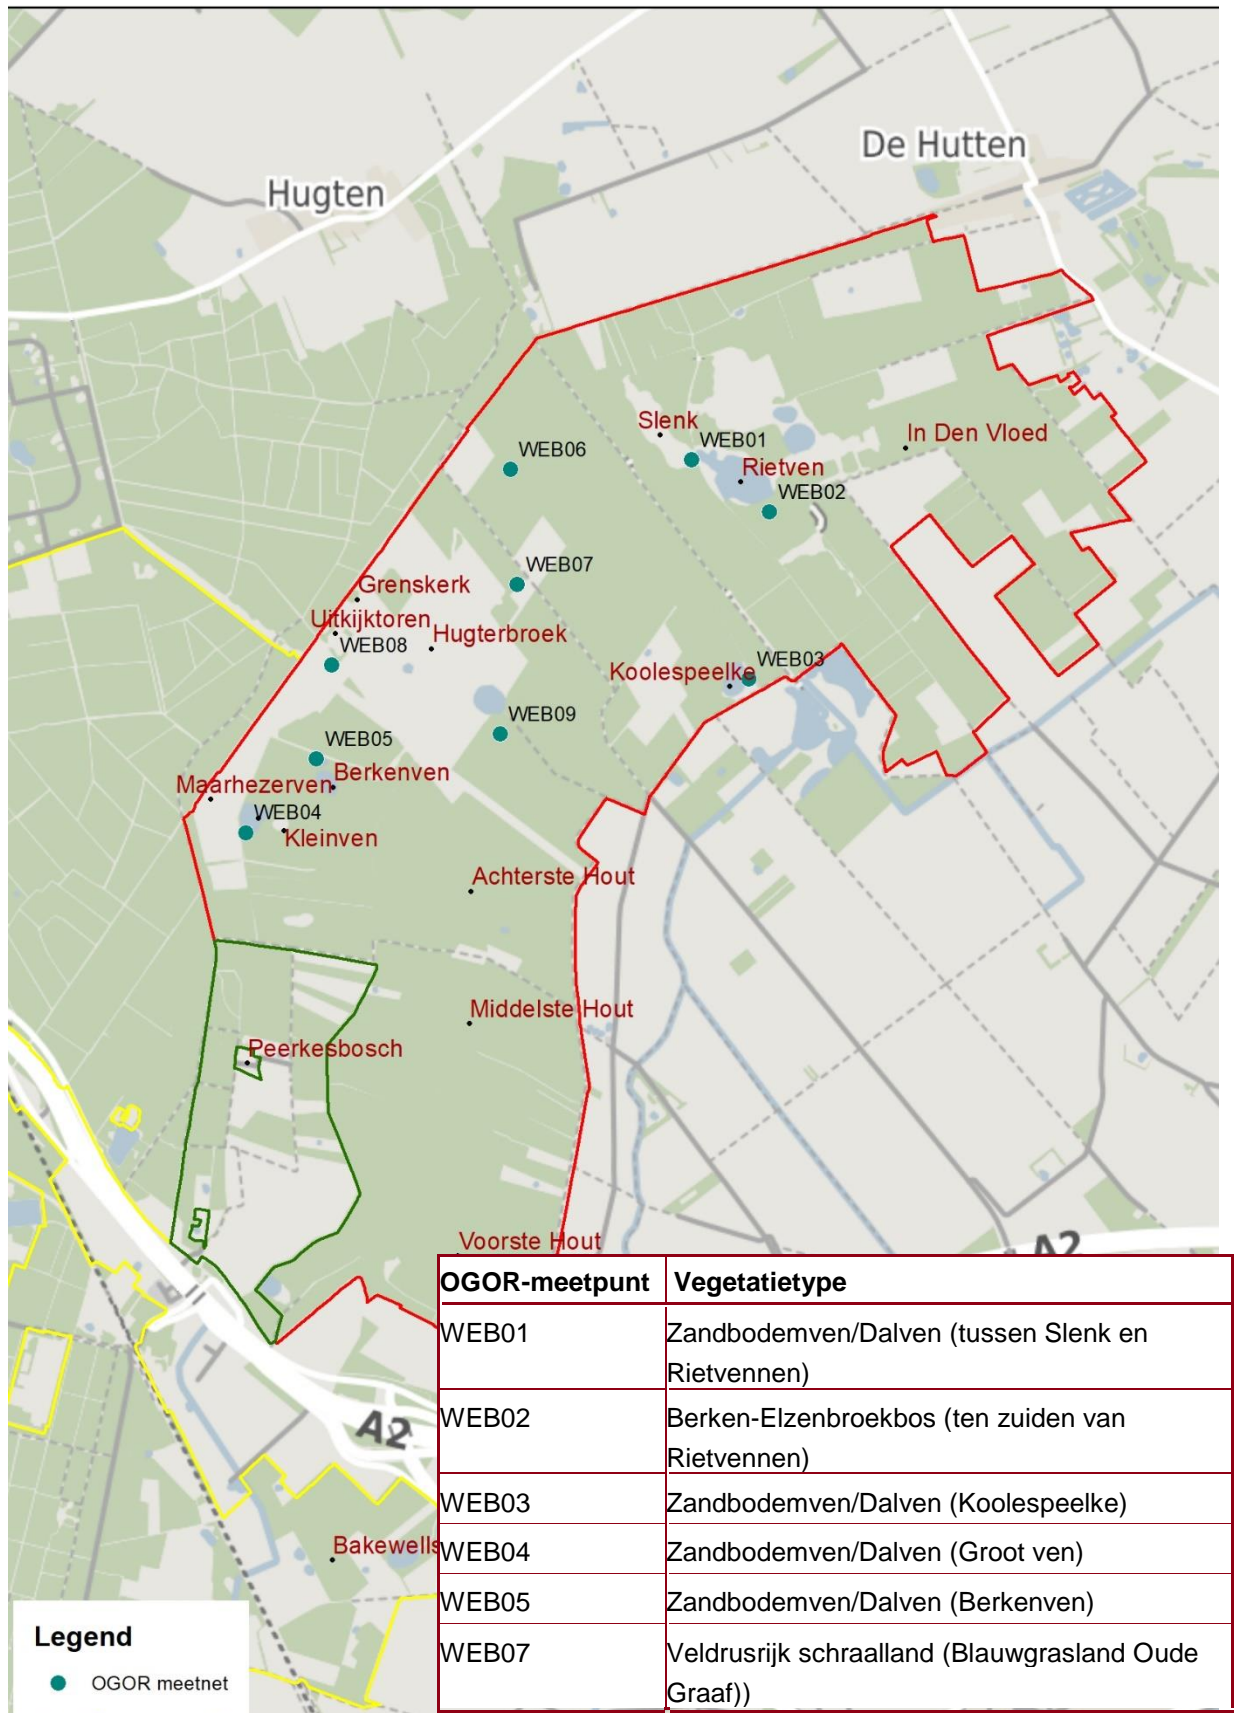 De Hutten
Hugten
Slenk
WEB01
In Den Vloed
WEB06
Rietven
WEB02
WEB07
Grenskerk
Uitkijktoren
Hugterbroek
WEB08
WEB03
Koolespeelke
WEB09
WEB05
Berkenven
Maarhezerven
WEB04
Kleinven
Achterste Hout
Middelste Hout
Peerkesbosch
Voorste Hout
A2
A2
Bakewells
Legend
OGOR meetnet
OGOR-meetpunt Vegetatietype
WEB01 Zandbodemven/Dalven (tussen Slenk en
Rietvennen)
WEB02 Berken-Elzenbroekbos (ten zuiden van
Rietvennen)
WEB03 Zandbodemven/Dalven (Koolespeelke)
WEB04 Zandbodemven/Dalven (Groot ven)
WEB05 Zandbodemven/Dalven (Berkenven)
WEB07 Veldrusrijk schraalland (Blauwgrasland Oude
Graaf))